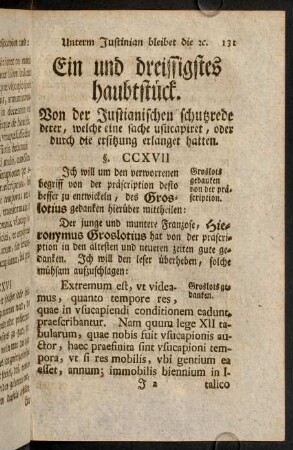 Unterm Justinian bleibet die ꝛc. 131
Ein und dreissigstes
haubtstück.
Von der Justianischen schutzrede
derer, welche eine sache usucapiret, oder
durch die ersitzung erlanget hatten.
§. CCXVII
Ich will um den verworrenen
begriff von der präscription desto
besser zu entwickeln, des Gros-
lotius gedanken hierüber mittheilen:
Groslots
gedanken
von der prä-
scription.
Der junge und muntere Franzose, Hie-
ronymus Groslotius hat von der präscri-
ption in den ältesten und neueren zeiten gute ge-
danken. Ich will den leser überheben, solche
mühsam aufzuschlagen:
Extremum est, vt videa-
mus, quanto tempore res,
Groslots ge-
danken.
quae in vsucapiendi conditionem cadunt,
praescribantur. Nam quum lege XII ta-
bularum, quae nobis fuit vsucapionis au-
ctor, haec praefinita sint vsucapioni tem-
pora, vt si res mobilis, vbi gentium ea
esset, annum; immobilis biennium in I-
J 2 talico